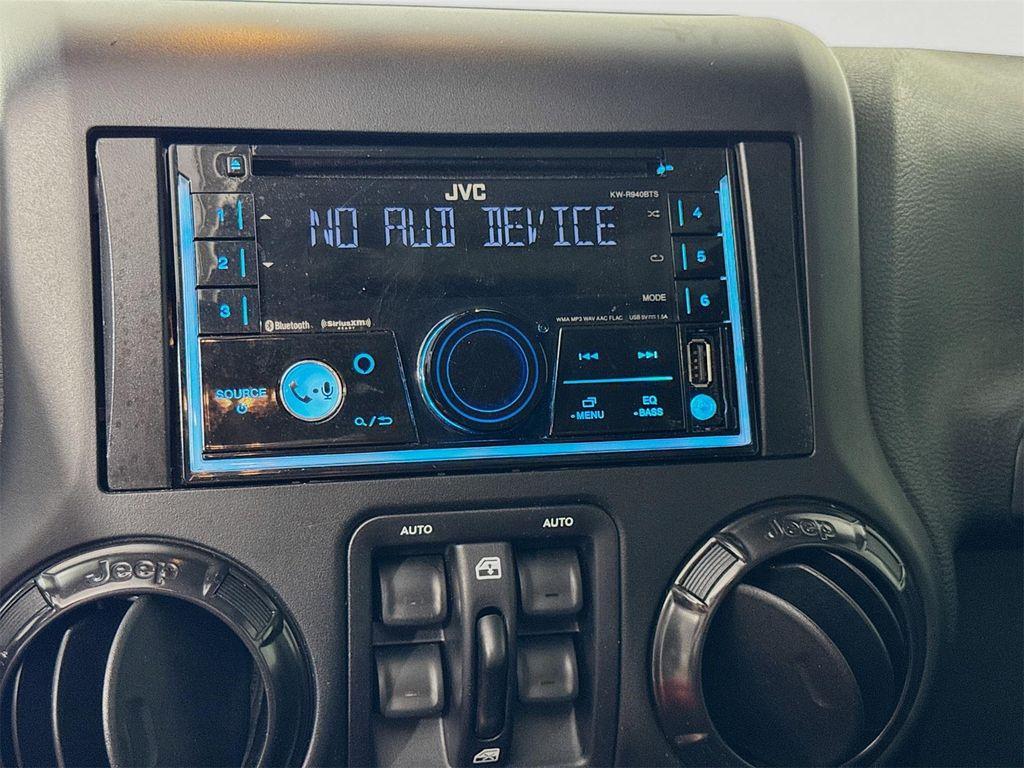 JVC
KW-R940BTS
NO AUD DEVICE
1
2
3
4
5
6
MODE
Bluetooth
((SiriusXM))
READY
WMA MP3 WAV AAC FLAC
USB 5V⎓1.5A
SOURCE
MENU
EQ
BASS
AUTO
AUTO
Jeep
Jeep